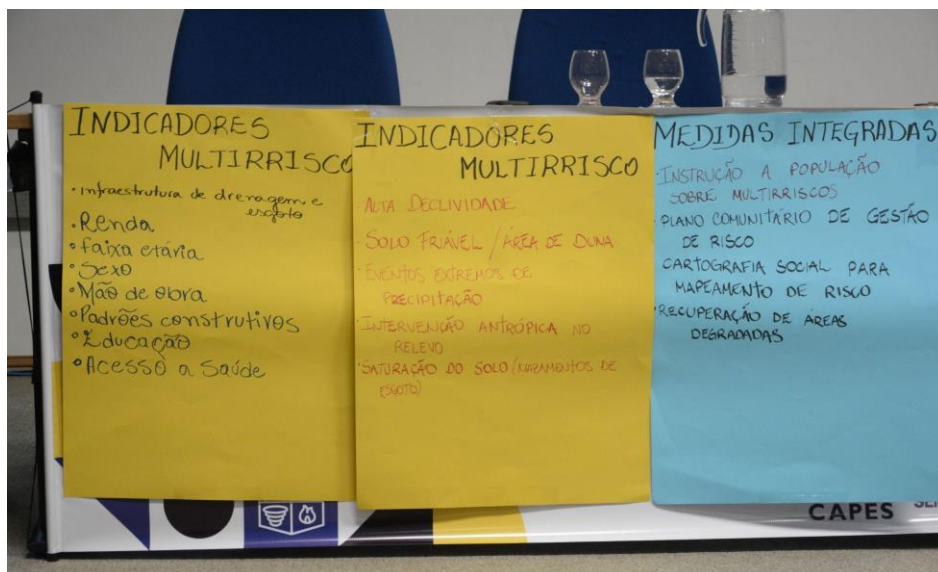 INDICADORES
MULTIRRISCO
• infraestrutura de drenagem e
esgoto
• Renda
• faixa etária
• Sexo
• Mão de obra
• Padrões construtivos
• Educação
• Acesso a Saúde
INDICADORES
MULTIRRISCO
· ALTA DECLIVIDADE
· SOLO FRIÁVEL / ÁREA DE DUNA
· EVENTOS EXTREMOS DE
PRECIPITAÇÃO
· INTERVENÇÃO ANTRÓPICA NO
RELEVO
· SATURAÇÃO DO SOLO (VAZAMENTOS DE
ESGOTO)
MEDIDAS INTEGRADAS
· INSTRUÇÃO A POPULAÇÃO
SOBRE MULTIRRISCOS
· PLANO COMUNITÁRIO DE GESTÃO
DE RISCO
CARTOGRAFIA SOCIAL PARA
MAPEAMENTO DE RISCO
· RECUPERAÇÃO DE ÁREAS
DEGRADADAS
CAPES